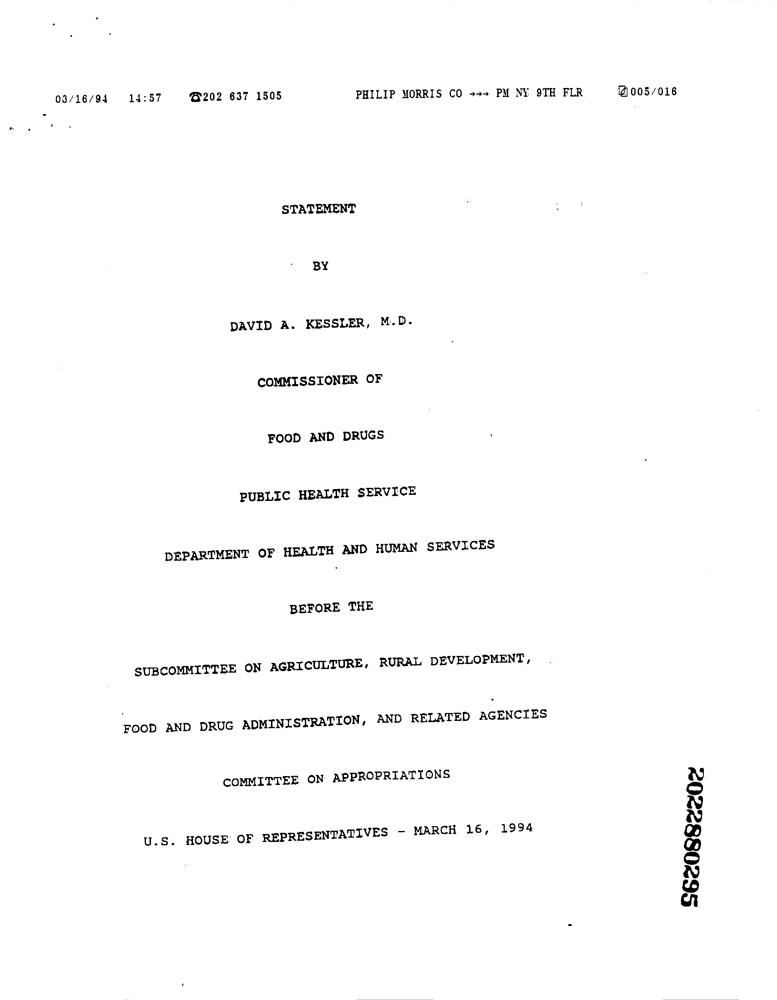 03/16/94 14:57 ☎202 637 1505 PHILIP MORRIS CO →→→ PM NY 9TH FLR 005/016
STATEMENT
BY
DAVID A. KESSLER, M.D.
COMMISSIONER OF
FOOD AND DRUGS
PUBLIC HEALTH SERVICE
DEPARTMENT OF HEALTH AND HUMAN SERVICES
BEFORE THE
SUBCOMMITTEE ON AGRICULTURE, RURAL DEVELOPMENT,
FOOD AND DRUG ADMINISTRATION, AND RELATED AGENCIES
COMMITTEE ON APPROPRIATIONS
U.S. HOUSE OF REPRESENTATIVES - MARCH 16, 1994
2022880295